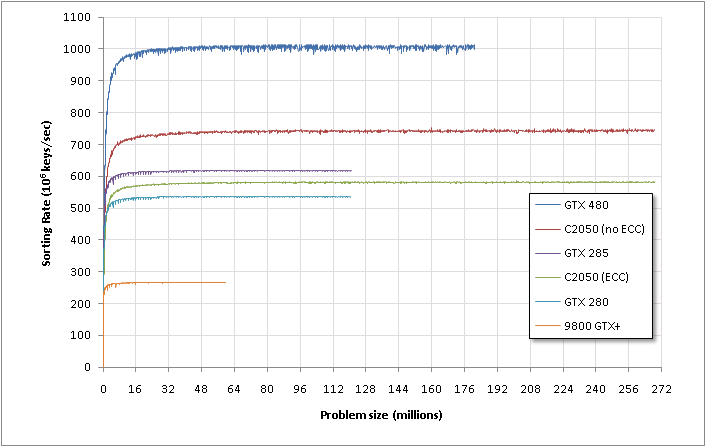 1100
1000
900
800
700
600
500
400
300
200
100
0
Sorting Rate (10⁶ keys/sec)
GTX 480
C2050 (no ECC)
GTX 285
C2050 (ECC)
GTX 280
9800 GTX+
0 16 32 48 64 80 96 112 128 144 160 176 192 208 224 240 256 272
Problem size (millions)